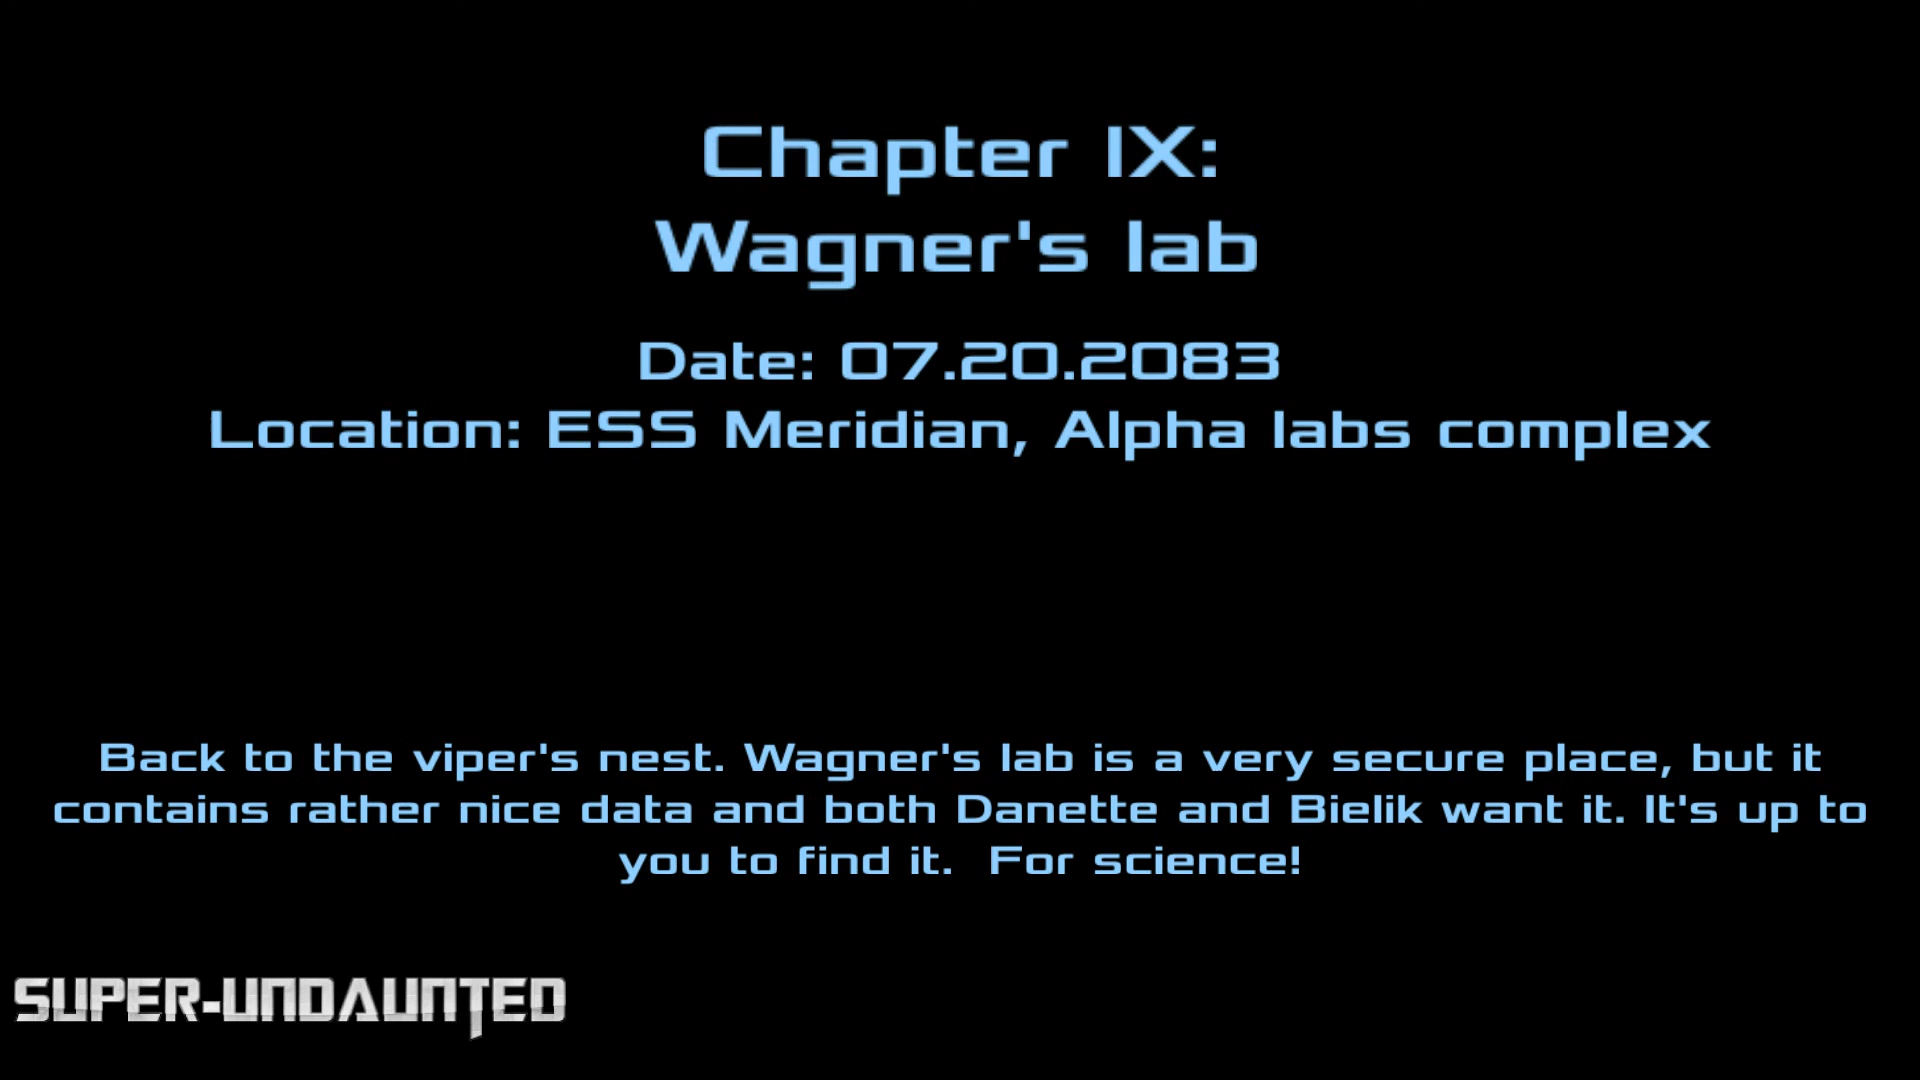 Chapter IX:
Wagner's lab
Date: 07.20.2083
Location: ESS Meridian, Alpha labs complex
Back to the viper's nest. Wagner's lab is a very secure place, but it
contains rather nice data and both Danette and Bielik want it. It's up to
you to find it.  For science!
SUPER-UNDAUNTED